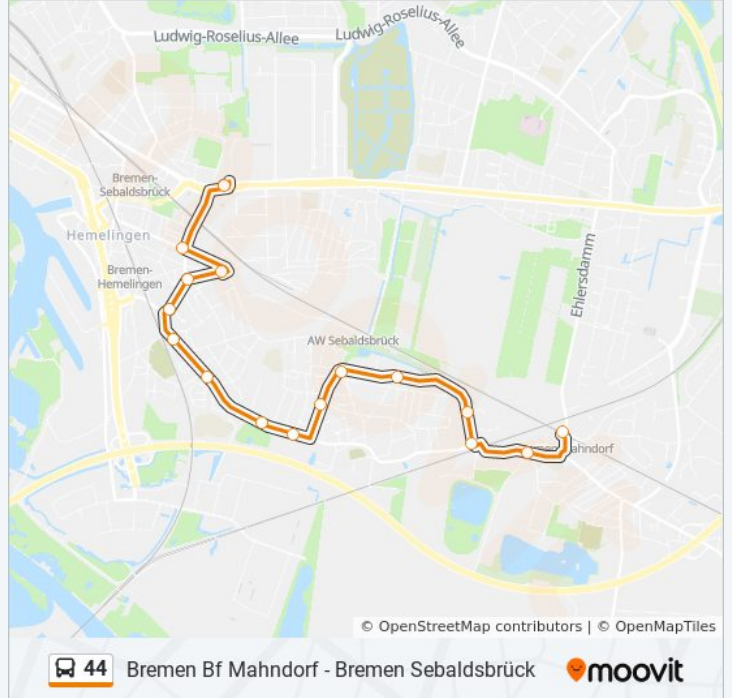 Ludwig-Roselius-Allee
Ludwig-Roselius-Allee
Bremen-
Sebaldsbrück
Hemelingen
Bremen-
Hemelingen
Ehlersdamm
AW Sebaldsbrück
Bremen-Mahndorf
© OpenStreetMap contributors | © OpenMapTiles
44 Bremen Bf Mahndorf - Bremen Sebaldsbrück moovit